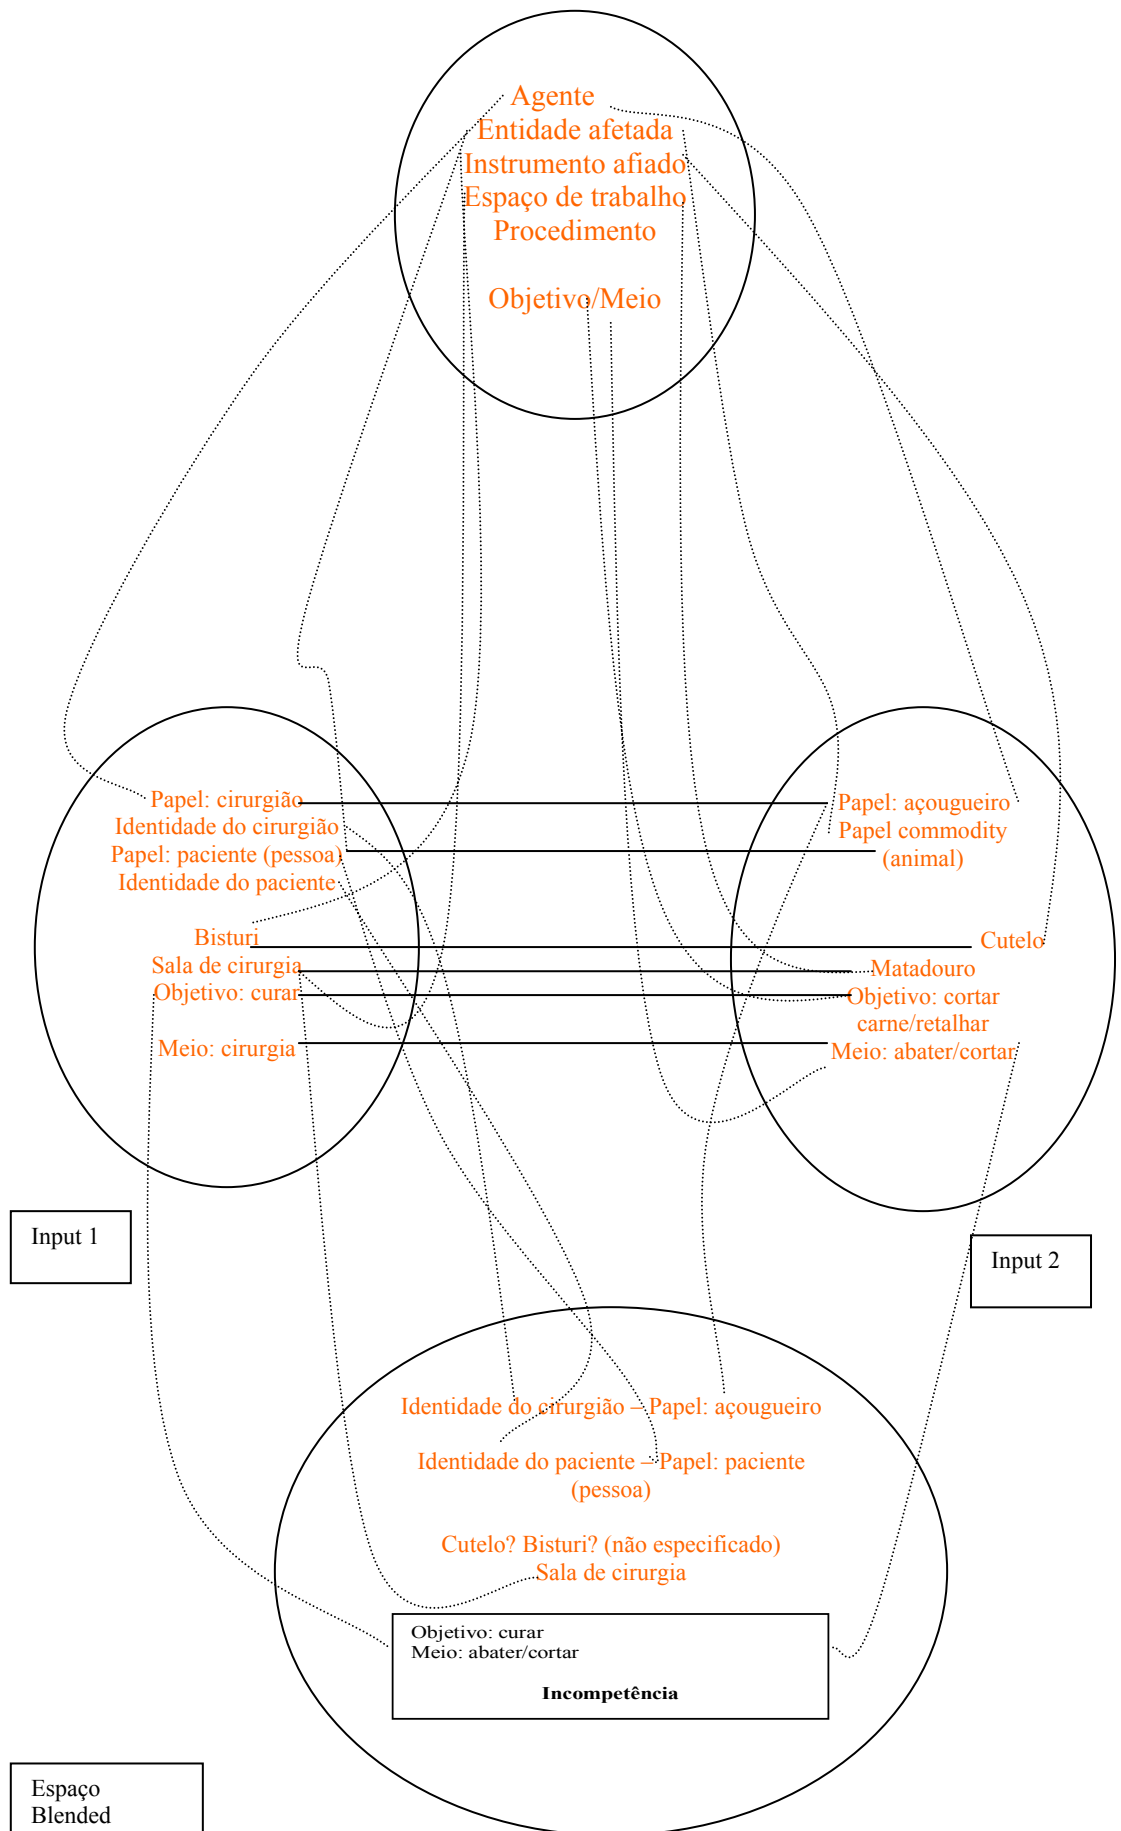 Agente
Entidade afetada
Instrumento afiado
Espaço de trabalho
Procedimento
Objetivo/Meio
Papel: cirurgião
Identidade do cirurgião
Papel: paciente (pessoa)
Identidade do paciente
Bisturi
Sala de cirurgia
Objetivo: curar
Meio: cirurgia
Papel: açougueiro
Papel commodity
(animal)
Cutelo
Matadouro
Objetivo: cortar
carne/retalhar
Meio: abater/cortar
Input 1
Input 2
Identidade do cirurgião – Papel: açougueiro
Identidade do paciente – Papel: paciente
(pessoa)
Cutelo? Bisturi? (não especificado)
Sala de cirurgia
Objetivo: curar
Meio: abater/cortar
Incompetência
Espaço
Blended